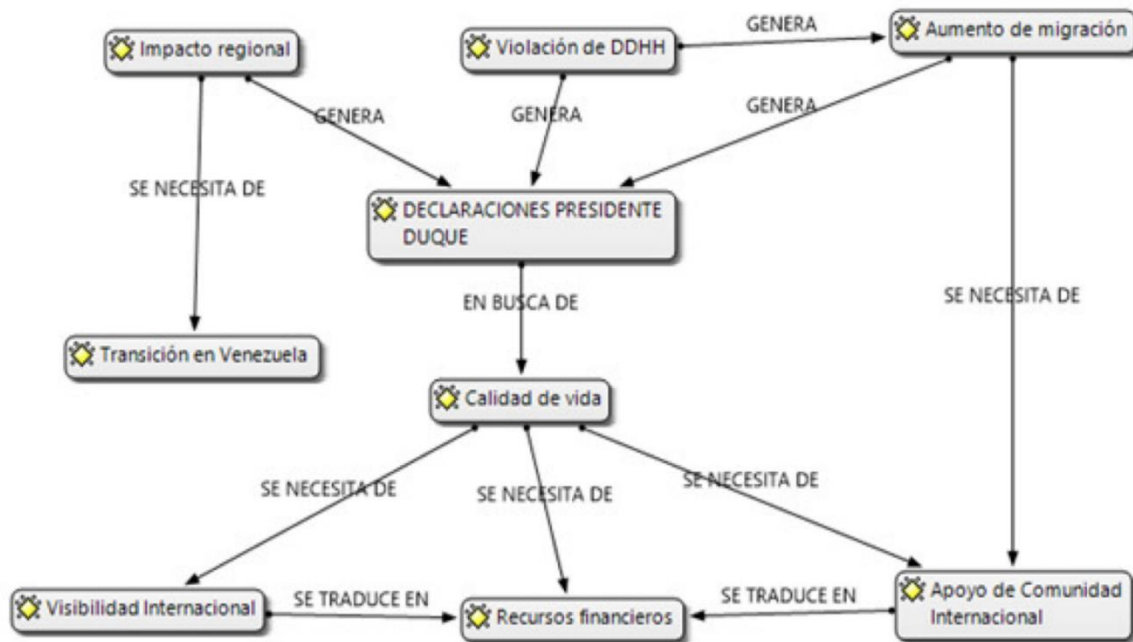 GENERA
Impacto regional
Violación de DDHH
Aumento de migración
GENERA
GENERA
GENERA
SE NECESITA DE
DECLARACIONES PRESIDENTE
DUQUE
EN BUSCA DE
SE NECESITA DE
Transición en Venezuela
Calidad de vida
SE NECESITA DE
SE NECESITA DE
SE NECESITA DE
Visibilidad Internacional
SE TRADUCE EN
Recursos financieros
SE TRADUCE EN
Apoyo de Comunidad
Internacional